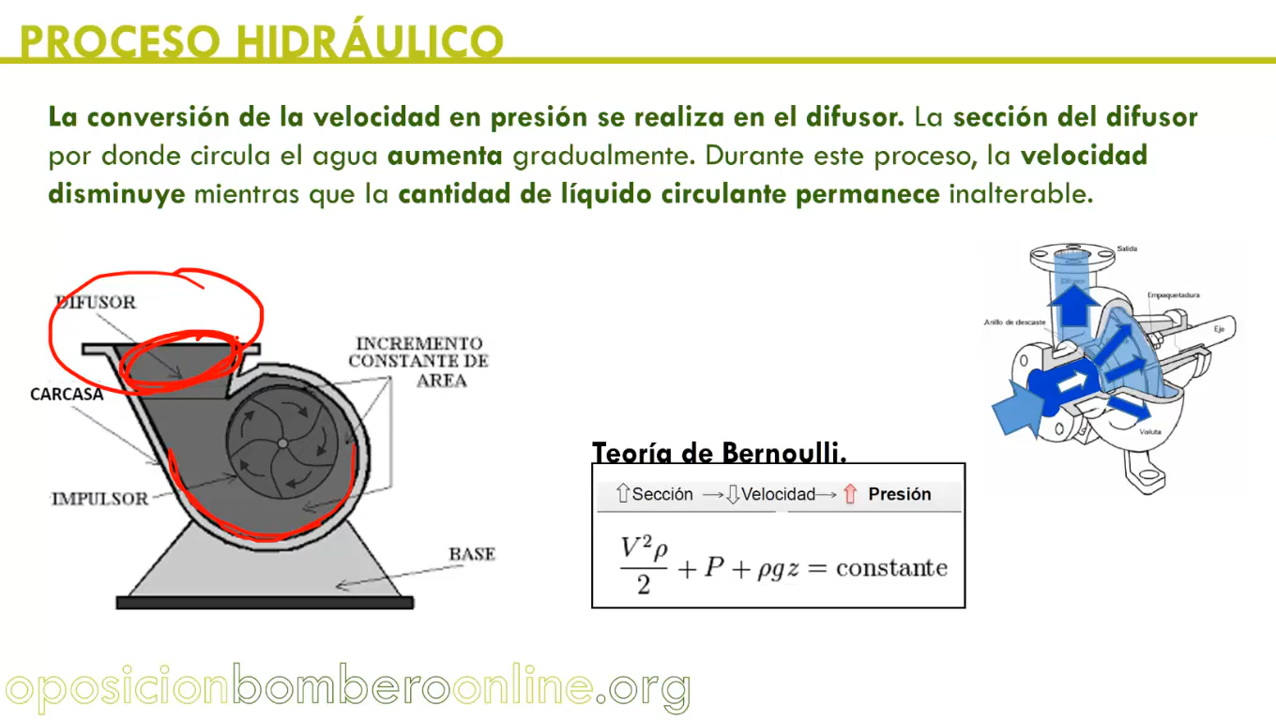 PROCESO HIDRÁULICO
La conversión de la velocidad en presión se realiza en el difusor. La sección del difusor
por donde circula el agua aumenta gradualmente. Durante este proceso, la velocidad
disminuye mientras que la cantidad de líquido circulante permanece inalterable.
DIFUSOR
INCREMENTO
CONSTANTE DE
AREA
CARCASA
IMPULSOR
BASE
Salida
Difusor
Empaquetadura
Anillo de descaste
Eje
Voluta
Teoría de Bernoulli.
⇧Sección →⇩Velocidad→ ⇧ Presión
V²ρ/2 + P + ρgz = constante
oposicionbomberoonline.org